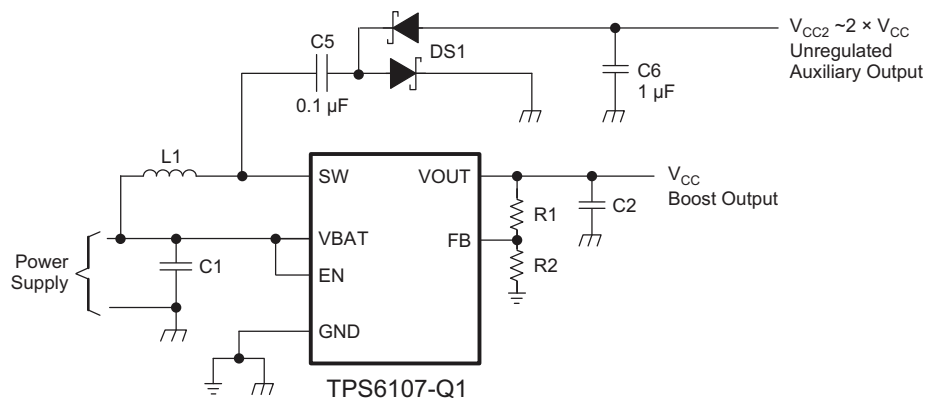 V_CC2 ~2 × V_CC
Unregulated
Auxiliary Output
C5
DS1
0.1 µF
C6
1 µF
L1
SW
VOUT
V_CC
Boost Output
R1
C2
VBAT
FB
Power
Supply
C1
EN
R2
GND
TPS6107-Q1